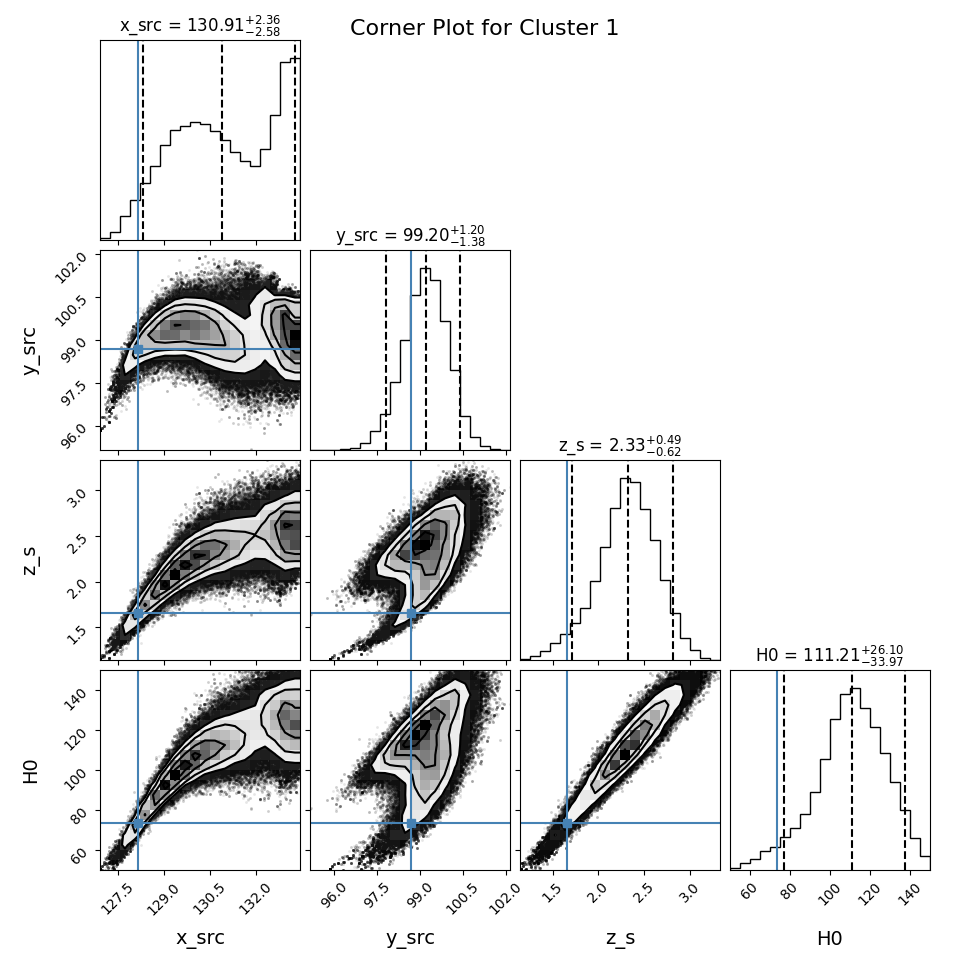 Corner Plot for Cluster 1
x_src = 130.91+2.36−2.58
y_src = 99.20+1.20−1.38
z_s = 2.33+0.49−0.62
H0 = 111.21+26.10−33.97
102.0
100.5
99.0
97.5
96.0
y_src
3.0
2.5
2.0
1.5
z_s
140
120
100
80
60
H0
127.5 129.0 130.5 132.0
x_src
96.0 97.5 99.0 100.5 102.0
y_src
1.5 2.0 2.5 3.0
z_s
60 80 100 120 140
H0